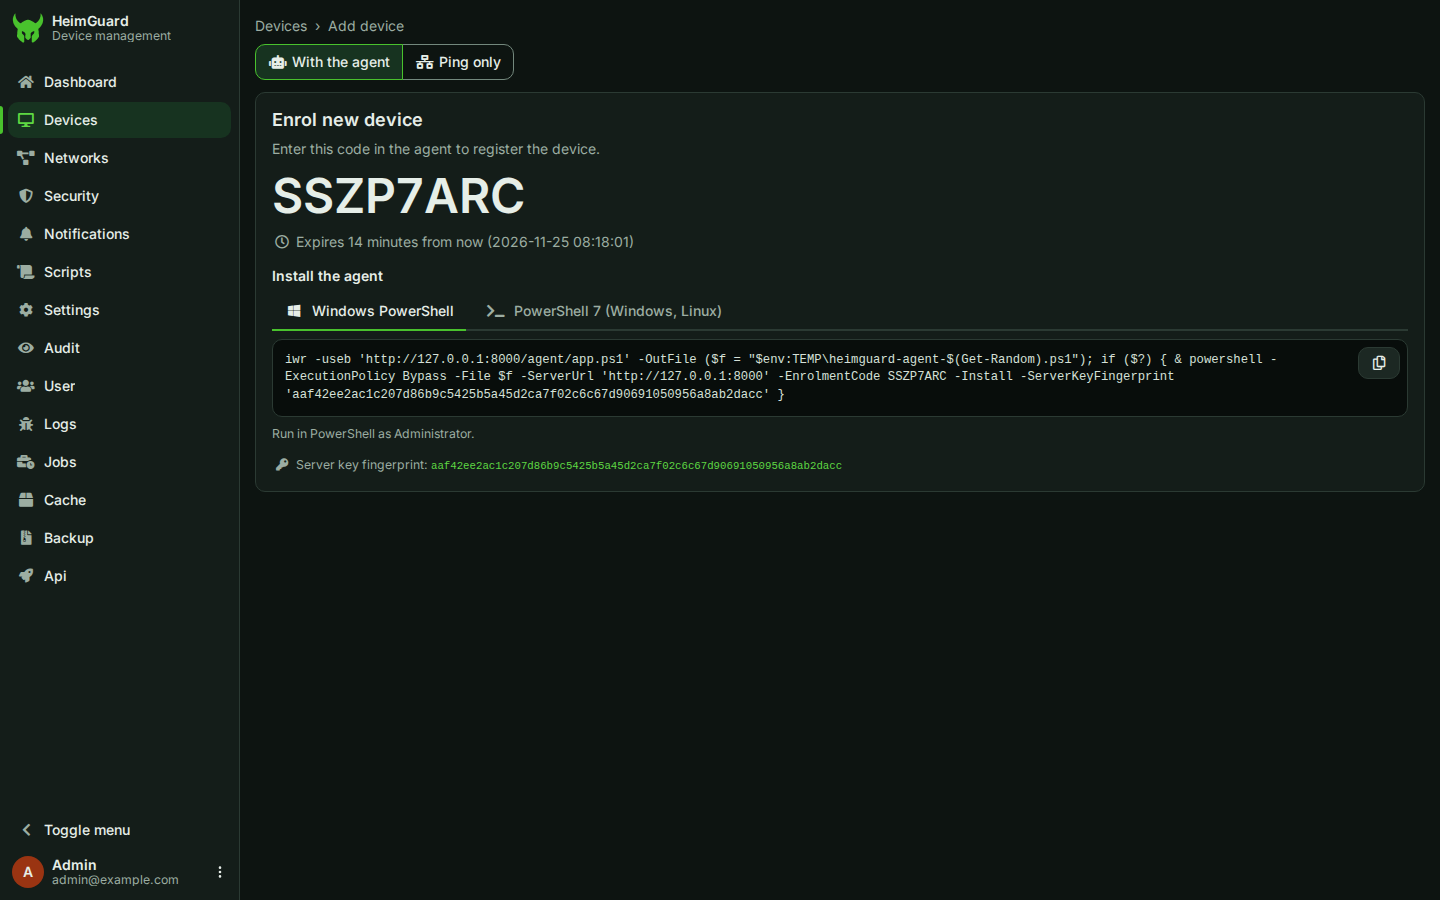 HeimGuard
Device management
Dashboard
Devices
Networks
Security
Notifications
Scripts
Settings
Audit
User
Logs
Jobs
Cache
Backup
Api
Toggle menu
A
Admin
admin@example.com
Devices › Add device
With the agent
Ping only
Enrol new device
Enter this code in the agent to register the device.
SSZP7ARC
Expires 14 minutes from now (2026-11-25 08:18:01)
Install the agent
Windows PowerShell
PowerShell 7 (Windows, Linux)
iwr -useb 'http://127.0.0.1:8000/agent/app.ps1' -OutFile ($f = "$env:TEMP\heimguard-agent-$(Get-Random).ps1"); if ($?) { & powershell -
ExecutionPolicy Bypass -File $f -ServerUrl 'http://127.0.0.1:8000' -EnrolmentCode SSZP7ARC -Install -ServerKeyFingerprint
'aaf42ee2ac1c207d86b9c5425b5a45d2ca7f02c6c67d90691050956a8ab2dacc' }
Run in PowerShell as Administrator.
Server key fingerprint: aaf42ee2ac1c207d86b9c5425b5a45d2ca7f02c6c67d90691050956a8ab2dacc